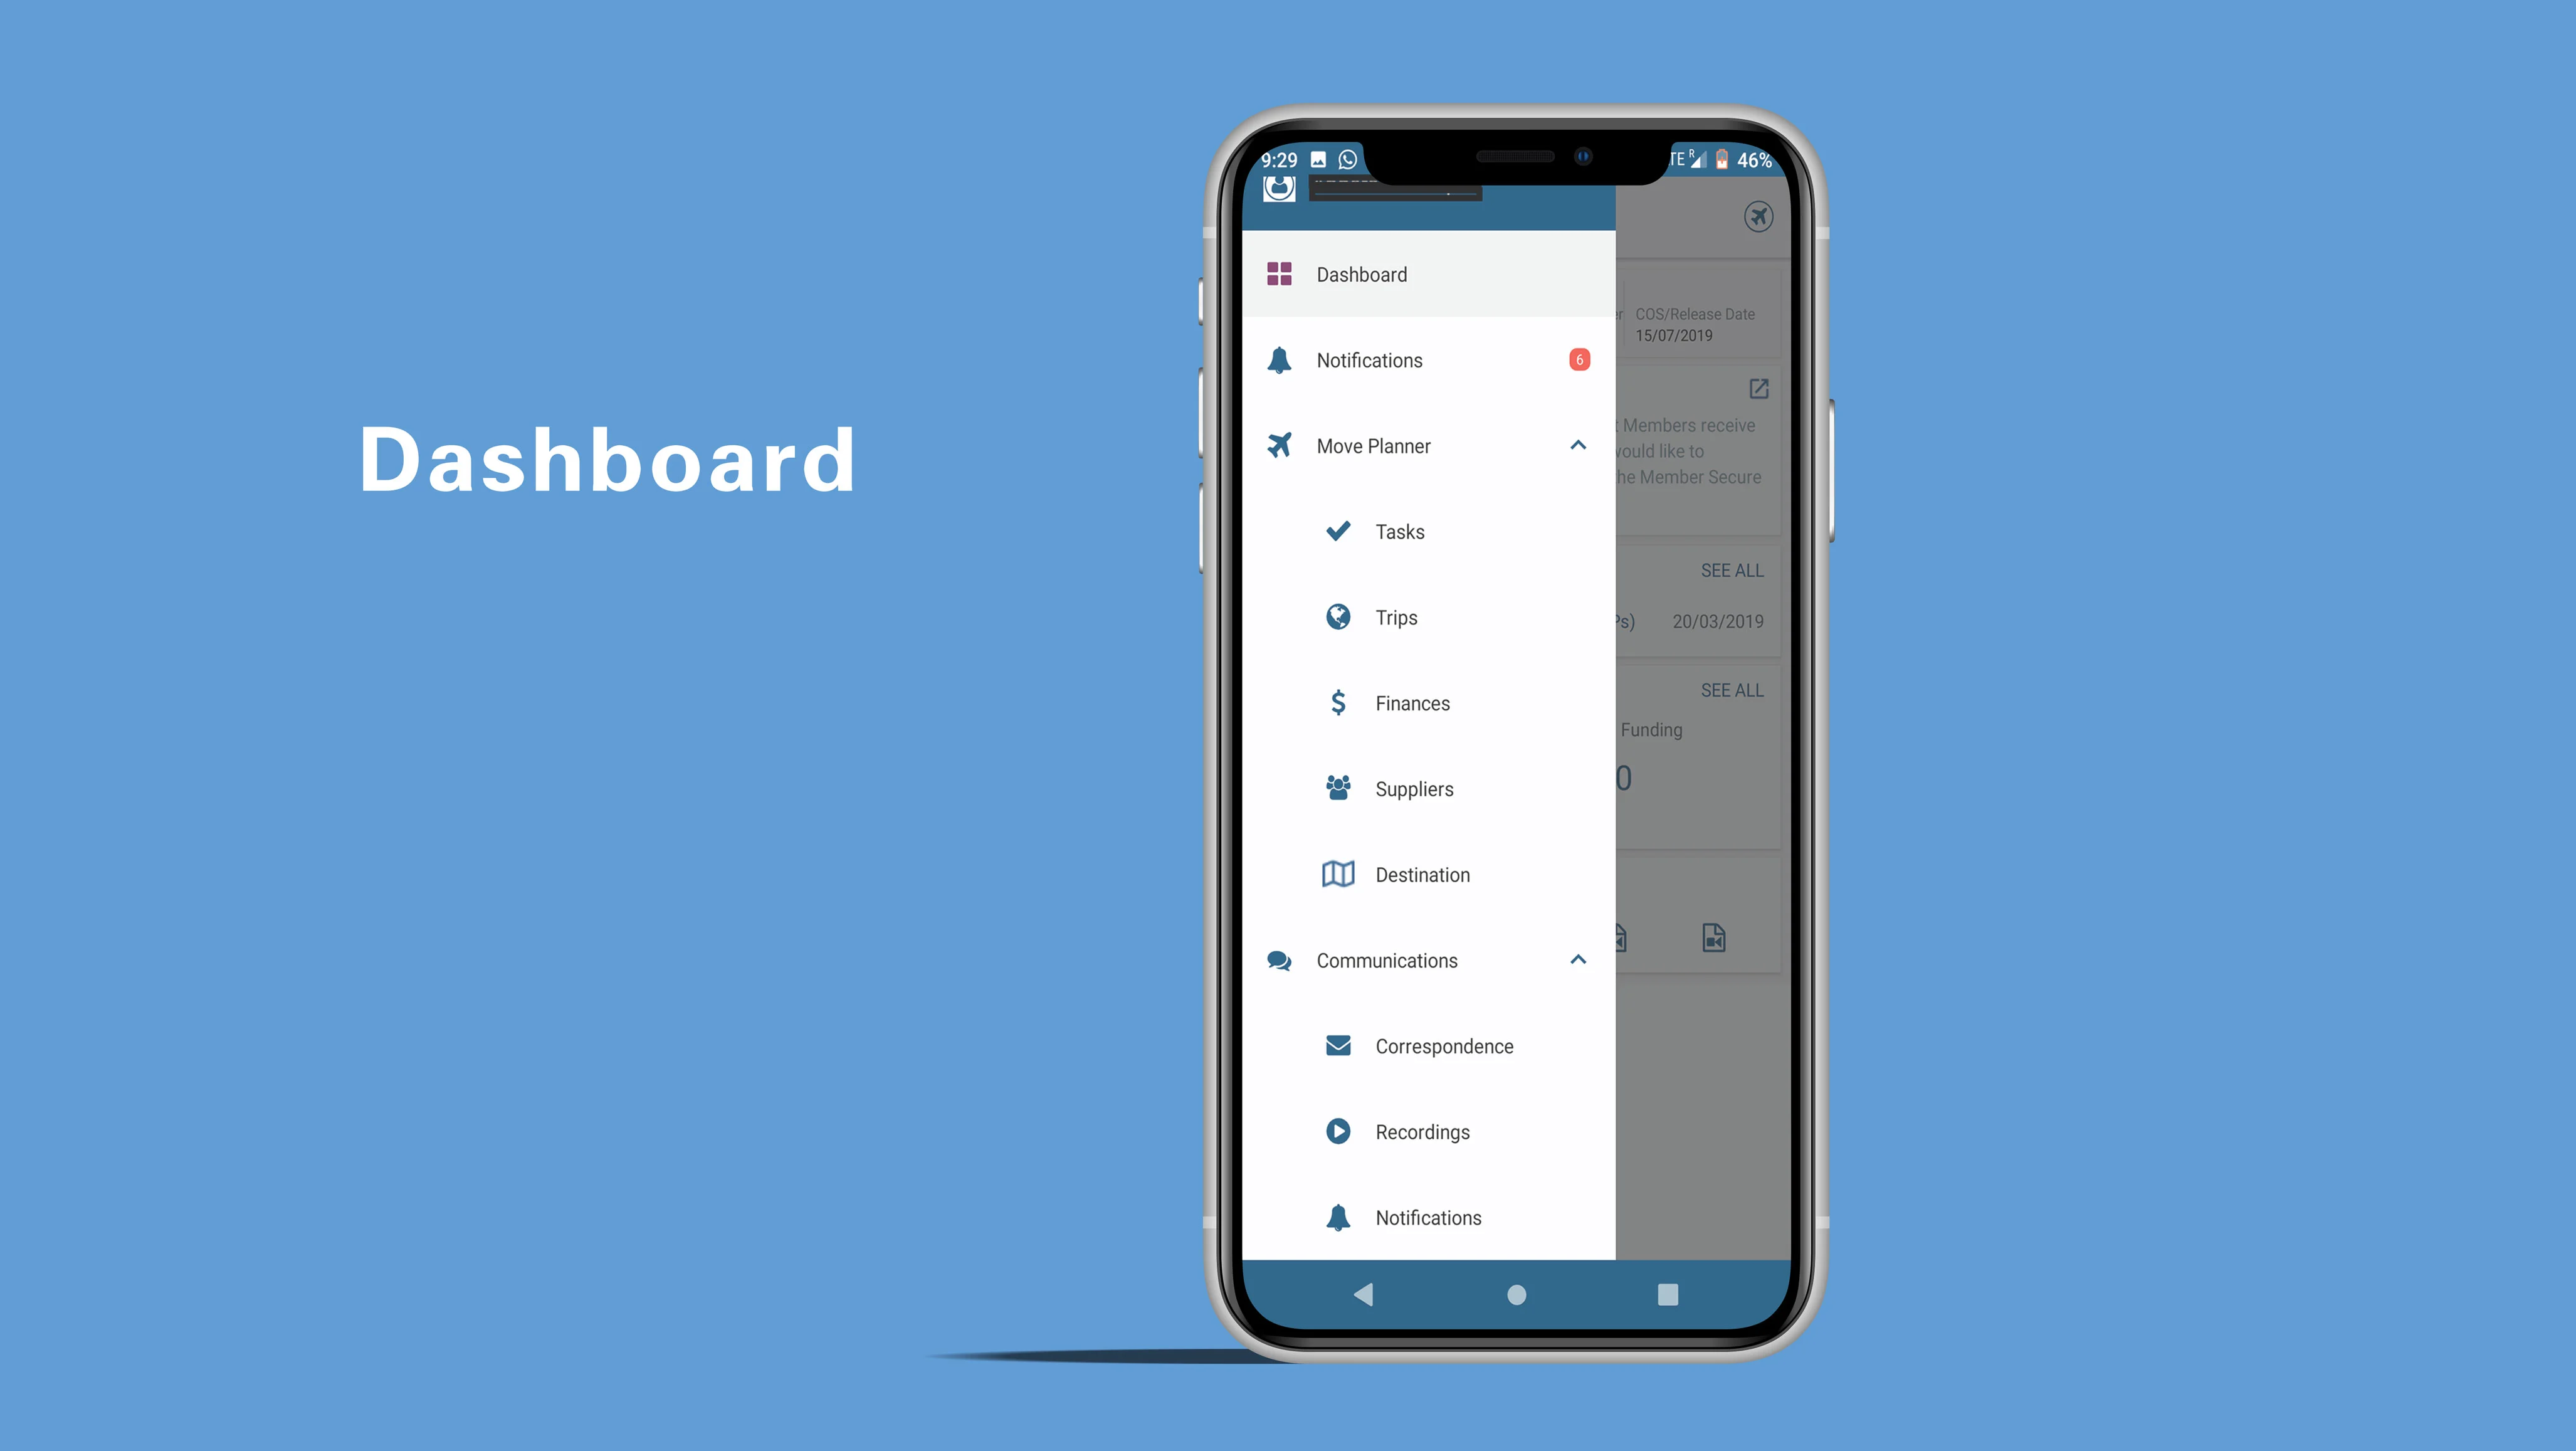 Dashboard
9:29
TE R 46%
Dashboard
Notifications 6
Move Planner
Tasks
Trips
Finances
Suppliers
Destination
Communications
Correspondence
Recordings
Notifications
COS/Release Date
15/07/2019
Members receive
would like to
the Member Secure
SEE ALL
Ps) 20/03/2019
SEE ALL
Funding
0